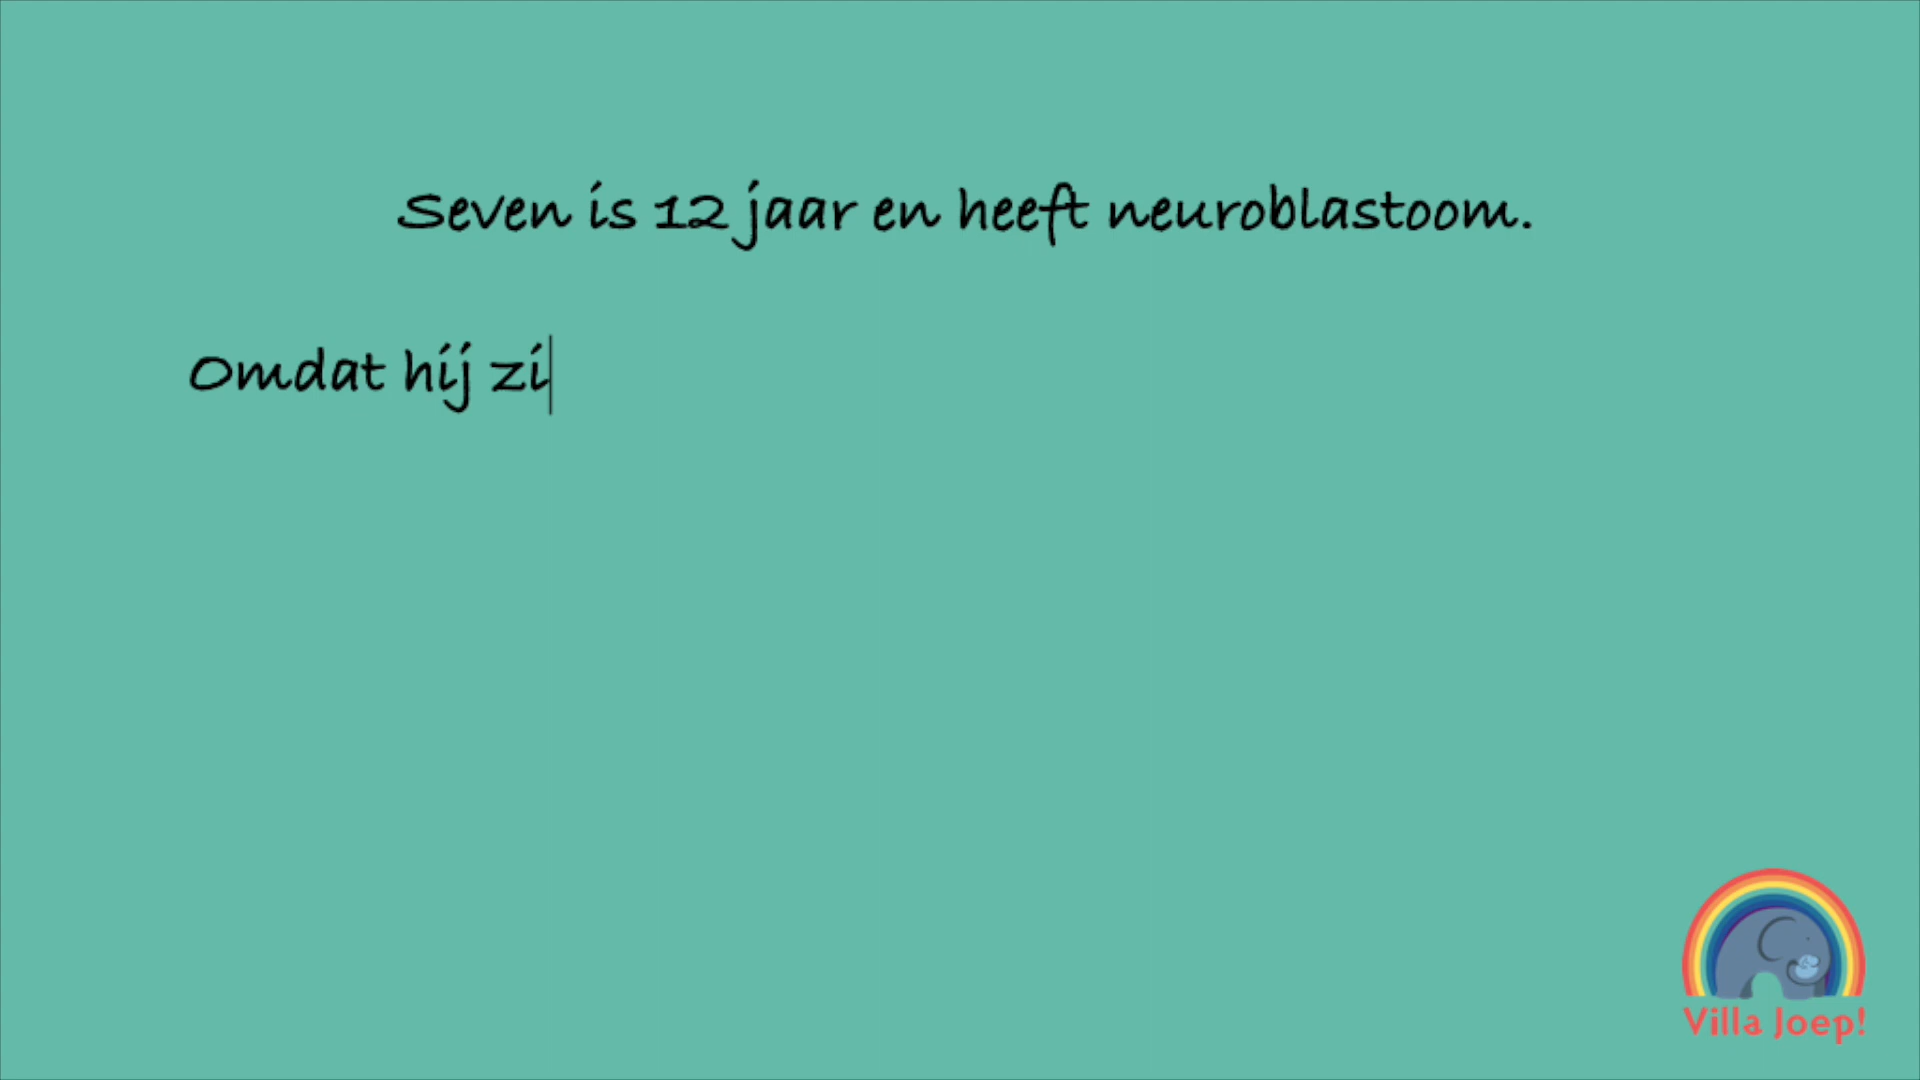 Seven is 12 jaar en heeft neuroblastoom.
Omdat hij zi
Villa Joep!